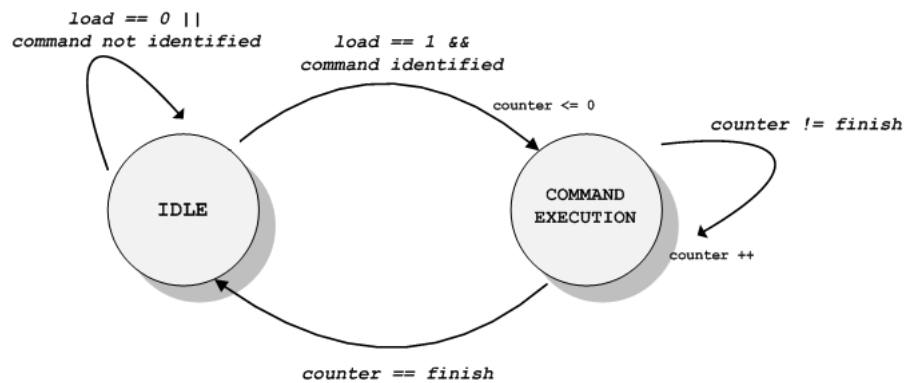 load == 0 ||
command not identified
load == 1 &&
command identified
counter <= 0
counter != finish
IDLE
COMMAND
EXECUTION
counter ++
counter == finish